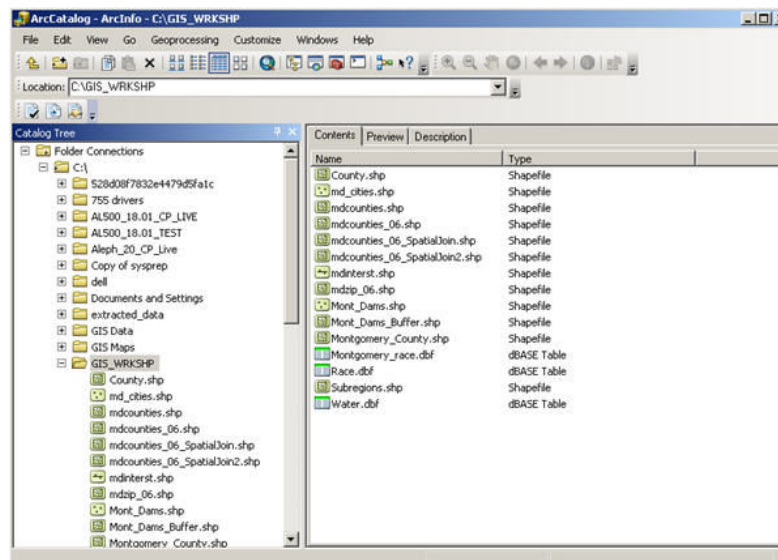 ArcCatalog - ArcInfo - C:\GIS_WRKSHP
File Edit View Go Geoprocessing Customize Windows Help
Location: C:\GIS_WRKSHP
Catalog Tree
Folder Connections
C:\
528d08f7832e4479d5fa1c
755 drivers
AL500_18.01_CP_LIVE
AL500_18.01_TEST
Aleph_20_CP_Live
Copy of sysprep
dell
Documents and Settings
extracted_data
GIS Data
GIS Maps
GIS_WRKSHP
County.shp
md_cities.shp
mdcounties.shp
mdcounties_06.shp
mdcounties_06_SpatialJoin.shp
mdcounties_06_SpatialJoin2.shp
mdinterst.shp
mdzip_06.shp
Mont_Dams.shp
Mont_Dams_Buffer.shp
Montgomery_County.shp
Contents Preview Description
Name Type
County.shp Shapefile
md_cities.shp Shapefile
mdcounties.shp Shapefile
mdcounties_06.shp Shapefile
mdcounties_06_SpatialJoin.shp Shapefile
mdcounties_06_SpatialJoin2.shp Shapefile
mdinterst.shp Shapefile
mdzip_06.shp Shapefile
Mont_Dams.shp Shapefile
Mont_Dams_Buffer.shp Shapefile
Montgomery_County.shp Shapefile
Montgomery_race.dbf dBASE Table
Race.dbf dBASE Table
Subregions.shp Shapefile
Water.dbf dBASE Table